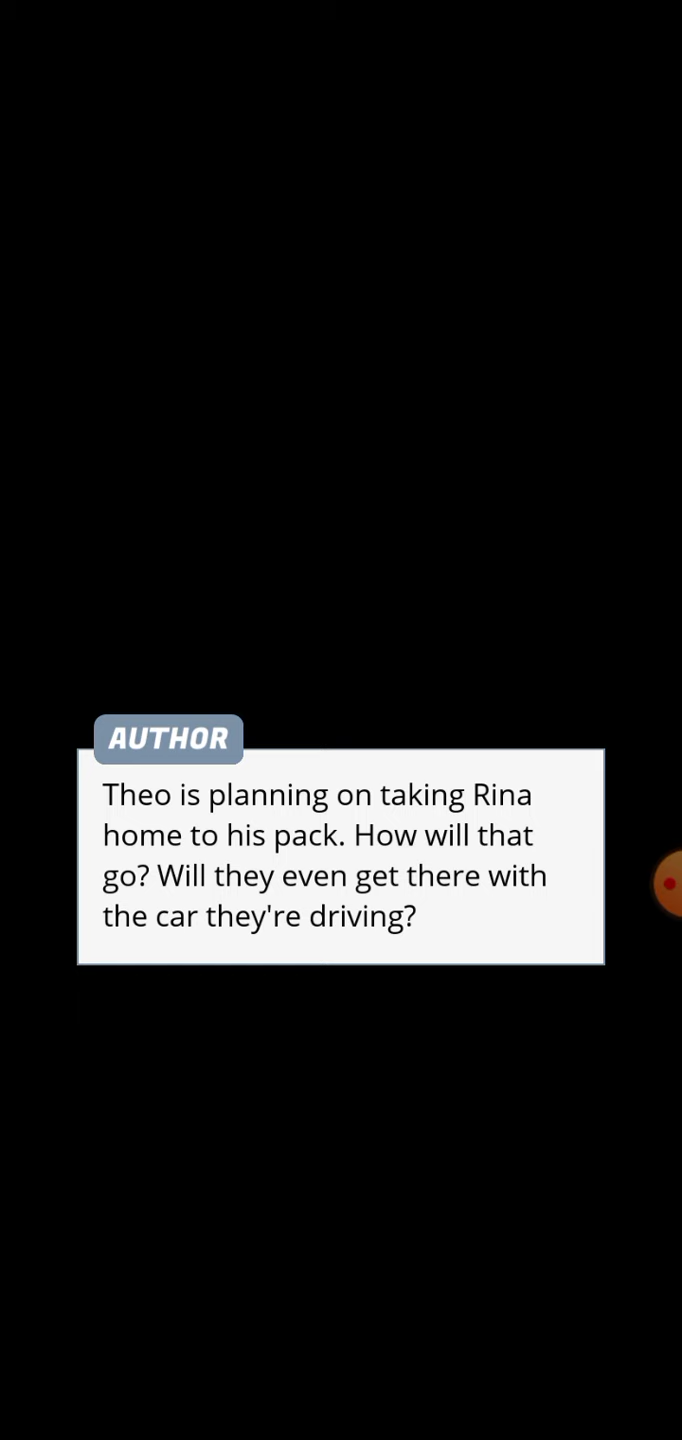 AUTHOR
Theo is planning on taking Rina
home to his pack. How will that
go? Will they even get there with
the car they're driving?